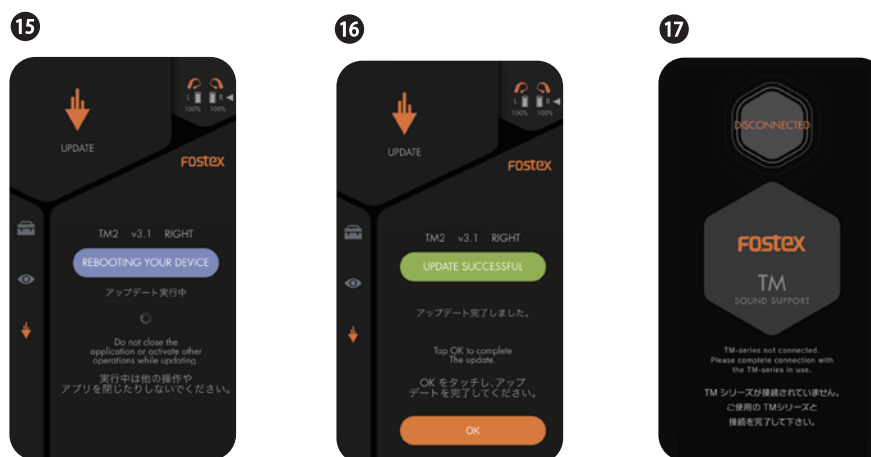 15
UPDATE
L R
100% 100%
FOSTEX
TM2 v3.1 RIGHT
REBOOTING YOUR DEVICE
アップデート実行中
Do not close the
application or activate other
operations while updating.
実行中は他の操作や
アプリを閉じたりしないでください。
16
UPDATE
L R
100% 100%
FOSTEX
TM2 v3.1 RIGHT
UPDATE SUCCESSFUL
アップデート完了しました。
Tap OK to complete
The update.
OK をタッチし、アップ
デートを完了してください。
OK
17
DISCONNECTED
FOSTEX
TM
SOUND SUPPORT
TM-series not connected.
Please complete connection with
the TM-series in use.
TM シリーズが接続されていません。
ご使用の TMシリーズと
接続を完了して下さい。